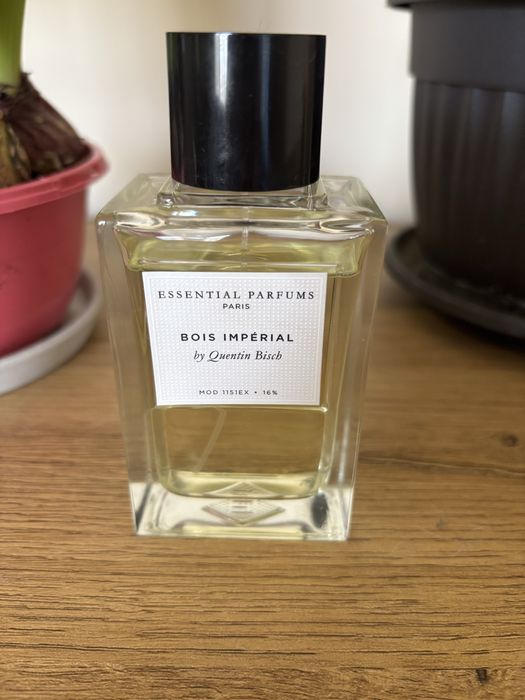 ESSENTIAL PARFUMS
PARIS
BOIS IMPÉRIAL
by Quentin Bisch
MOD 1151EX • 16%